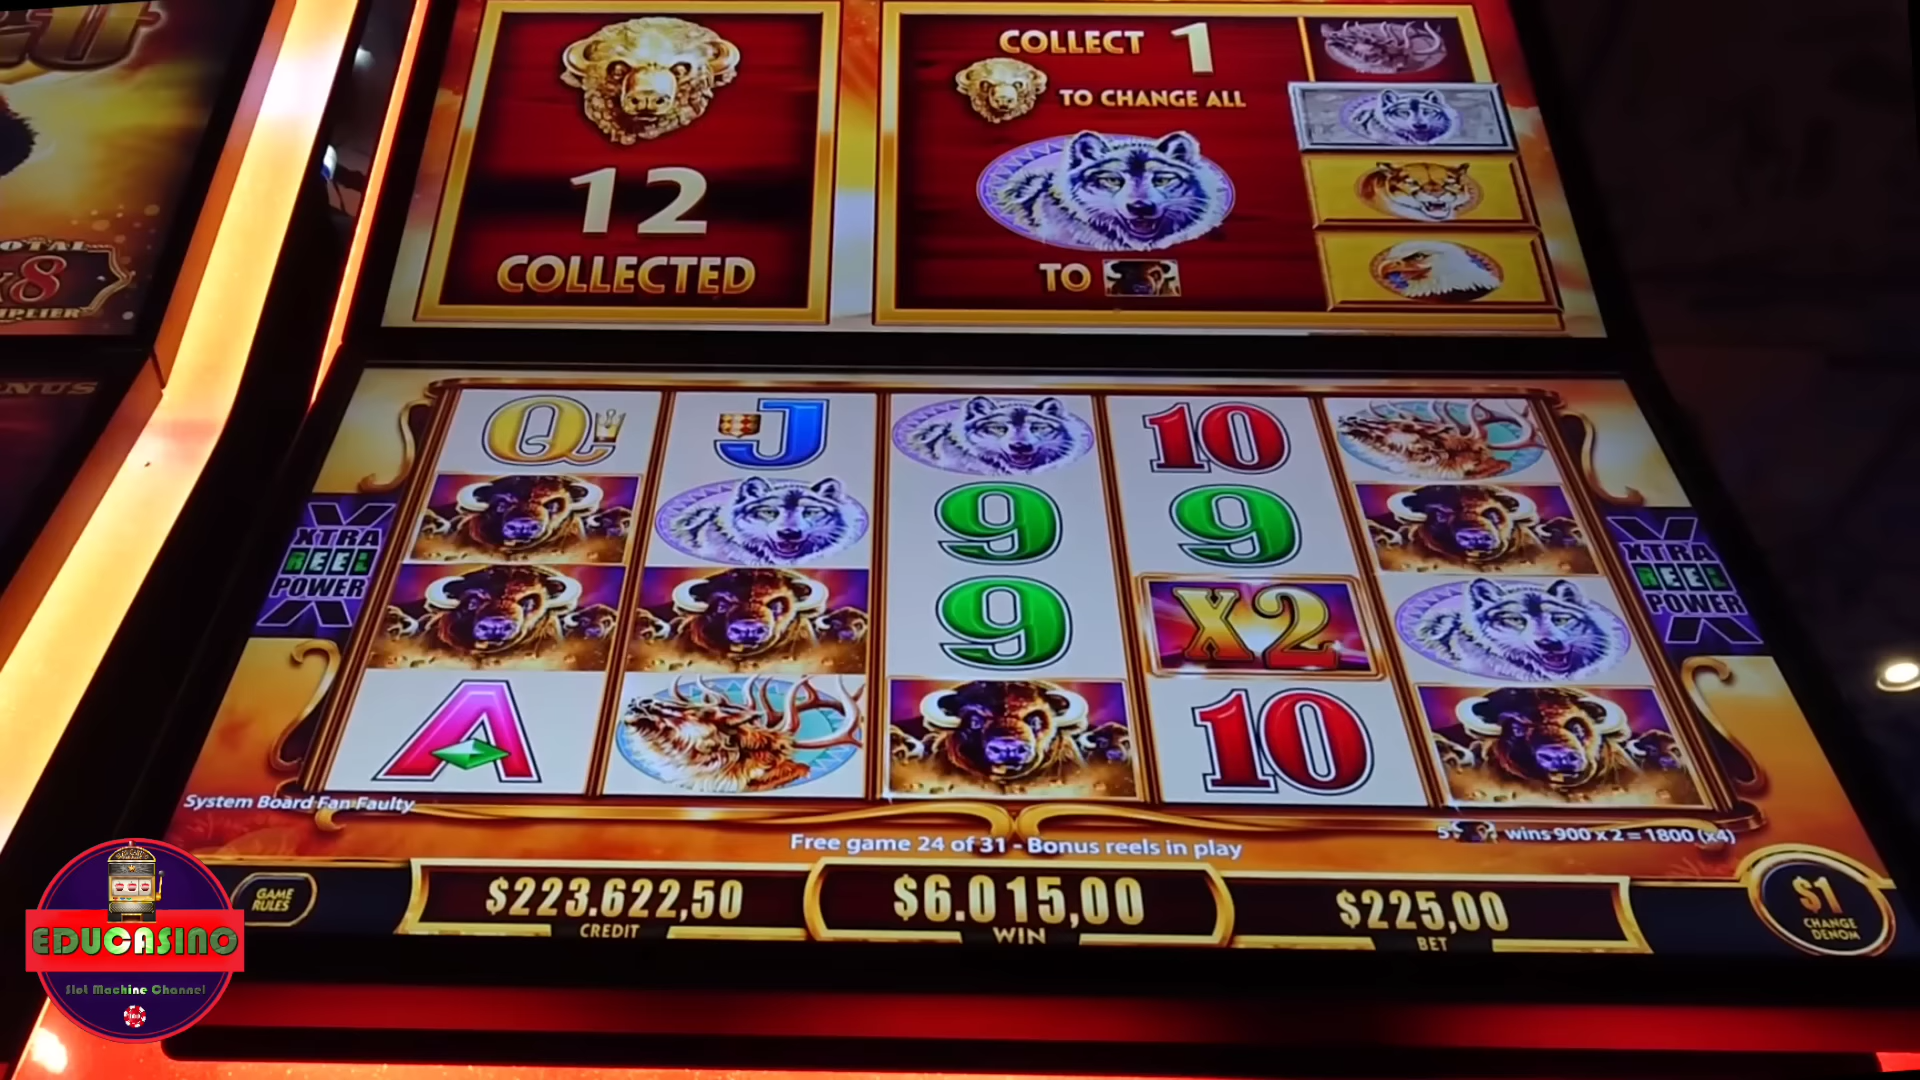 COLLECT 1
TO CHANGE ALL
12
COLLECTED
TO
x8
NUS
Q
J
10
XTRA
REEL
POWER
9
9
XTRA
REEL
POWER
9
X2
A
10
System Board Fan Faulty
Free game 24 of 31 - Bonus reels in play
wins 900 x 2 = 1800 (x4)
GAME
RULES
$223.622,50
CREDIT
$6.015,00
WIN
$225,00
BET
$1
CHANGE
DENOM
EDUCASINO
Slot Machine Channel